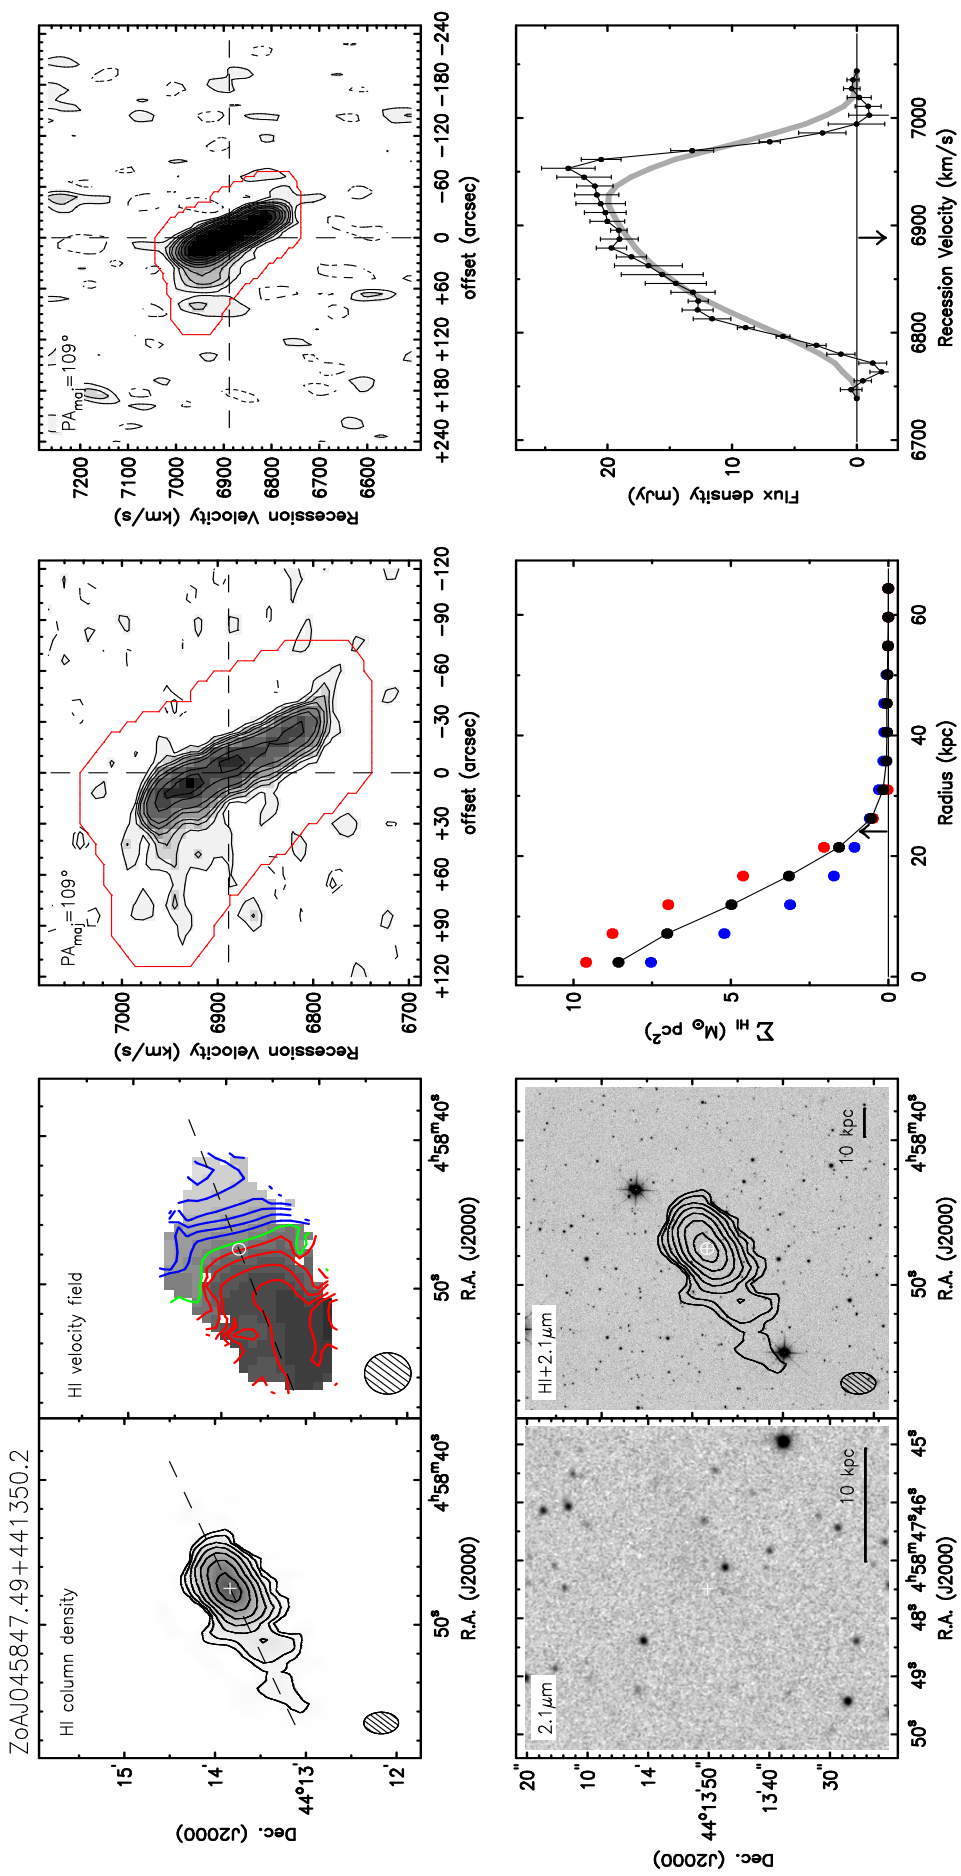 ZoAJ045847.49+441350.2
HI column density
15'
14'
44°13'
12'
Dec. (J2000)
50s
4h58m40s
R.A. (J2000)
HI velocity field
50s
4h58m40s
R.A. (J2000)
PAmaj=109°
7000
6900
6800
6700
Recession Velocity (km/s)
+120 +90 +60 +30 0 −30 −60 −90 −120
offset (arcsec)
PAmaj=109°
7200
7100
7000
6900
6800
6700
6600
Recession Velocity (km/s)
+240 +180 +120 +60 0 −60 −120 −180 −240
offset (arcsec)
2.1μm
20"
10"
14'
44°13'50"
13'40"
30"
Dec. (J2000)
10 kpc
50s 49s 48s 4h58m47s 46s 45s
R.A. (J2000)
HI+2.1μm
10 kpc
50s
4h58m40s
R.A. (J2000)
10
5
0
Σ HI (M⊙ pc2)
0 20 40 60
Radius (kpc)
20
10
0
Flux density (mJy)
6700 6800 6900 7000
Recession Velocity (km/s)